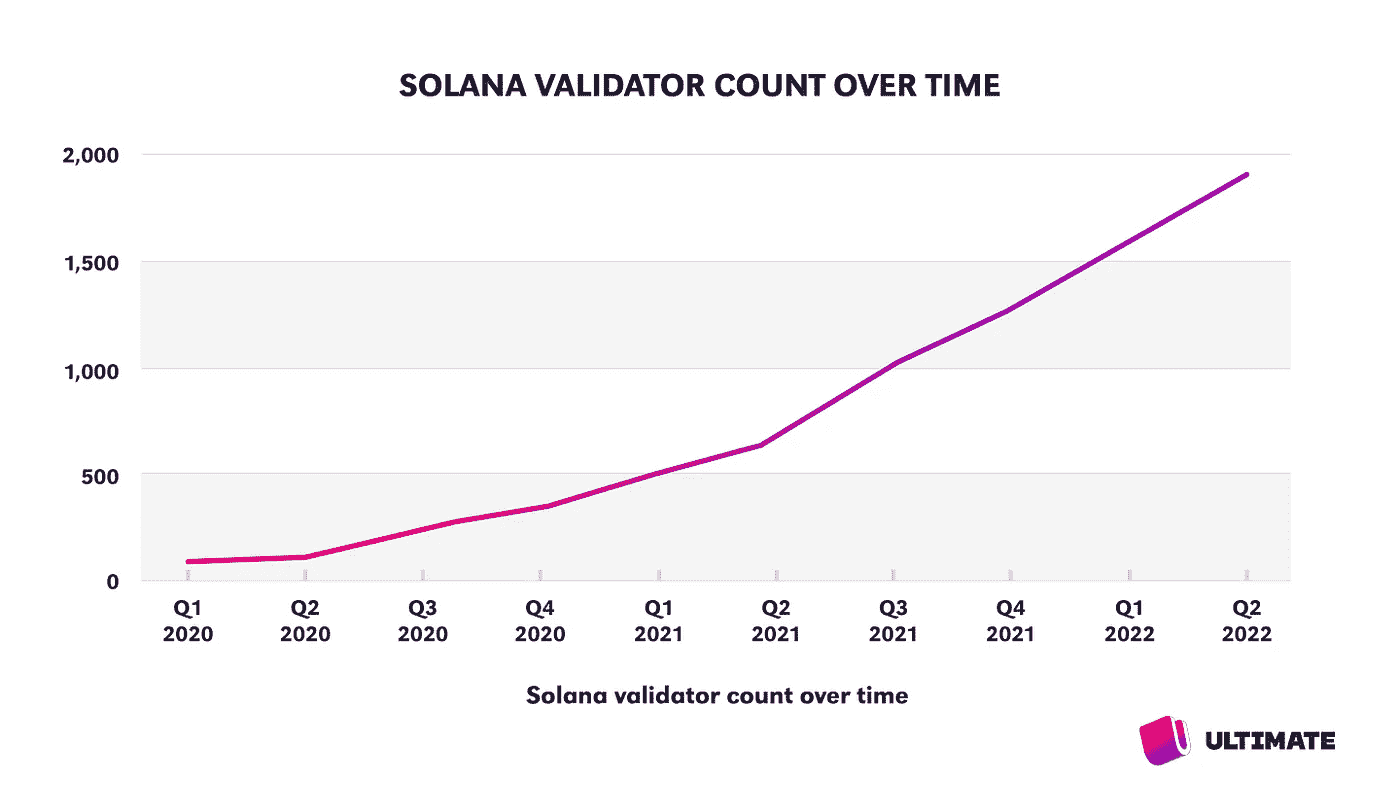 SOLANA VALIDATOR COUNT OVER TIME
2,000
1,500
1,000
500
0
Q1 Q2 Q3 Q4 Q1 Q2 Q3 Q4 Q1 Q2
2020 2020 2020 2020 2021 2021 2021 2021 2022 2022
Solana validator count over time
ULTIMATE